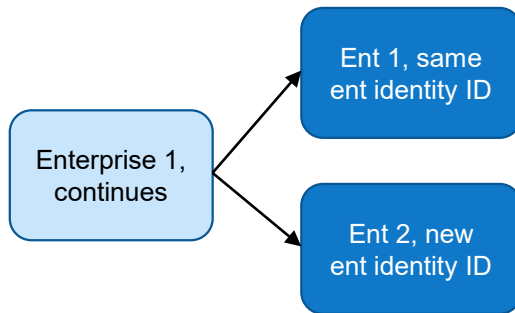 Enterprise 1,
continues
Ent 1, same
ent identity ID
Ent 2, new
ent identity ID